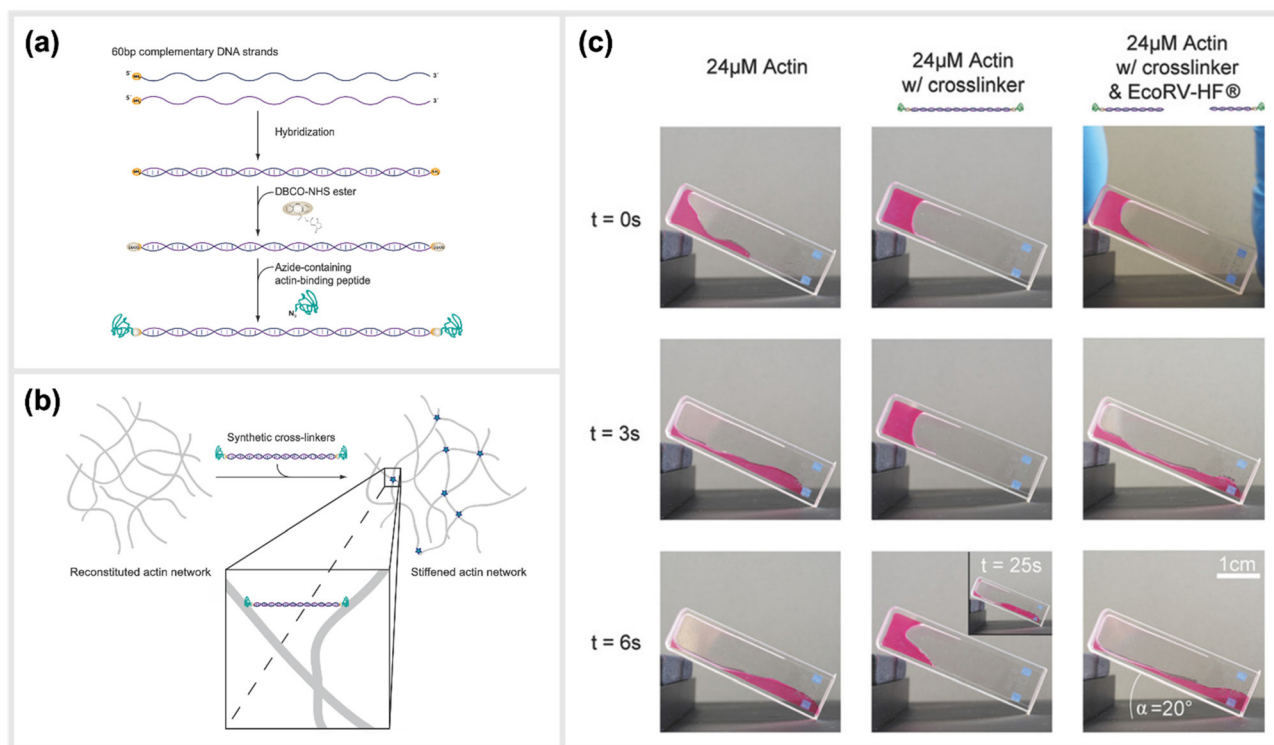 (a)
60bp complementary DNA strands
5´
3´
5´
3´
Hybridization
DBCO-NHS ester
Azide-containing
actin-binding peptide
N₃
(b)
Synthetic cross-linkers
Reconstituted actin network
Stiffened actin network
(c)
24µM Actin
24µM Actin
w/ crosslinker
24µM Actin
w/ crosslinker
& EcoRV-HF®
t = 0s
t = 3s
t = 6s
t = 25s
1cm
α=20°